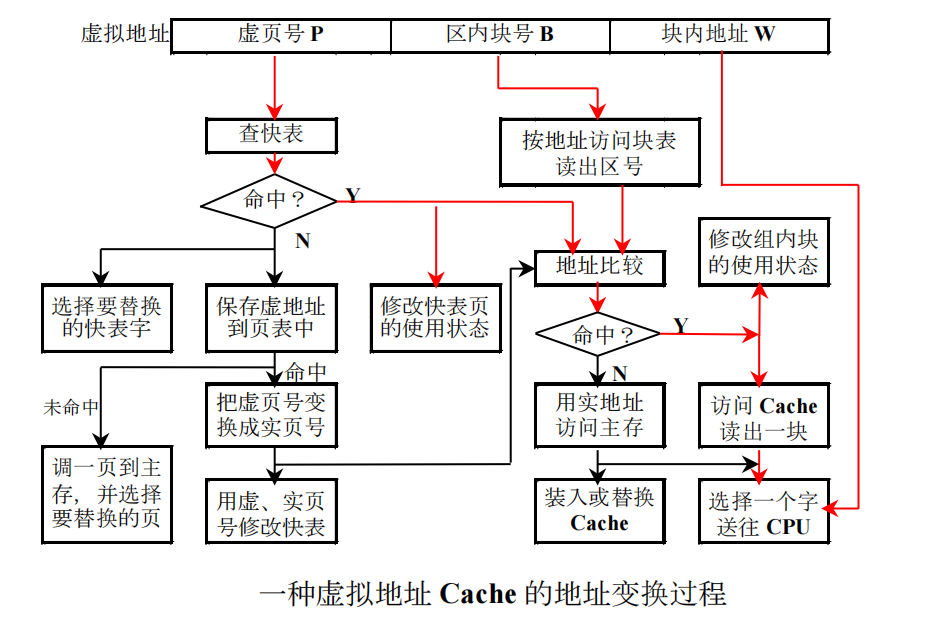 虚拟地址
虚页号 P
区内块号 B
块内地址 W
查快表
按地址访问块表
读出区号
命中？
Y
N
修改组内块
的使用状态
地址比较
选择要替换
的快表字
保存虚地址
到页表中
修改快表页
的使用状态
命中？
Y
N
命中
未命中
把虚页号变
换成实页号
用实地址
访问主存
访问 Cache
读出一块
调一页到主
存，并选择
要替换的页
用虚、实页
号修改快表
装入或替换
Cache
选择一个字
送往 CPU
一种虚拟地址 Cache 的地址变换过程